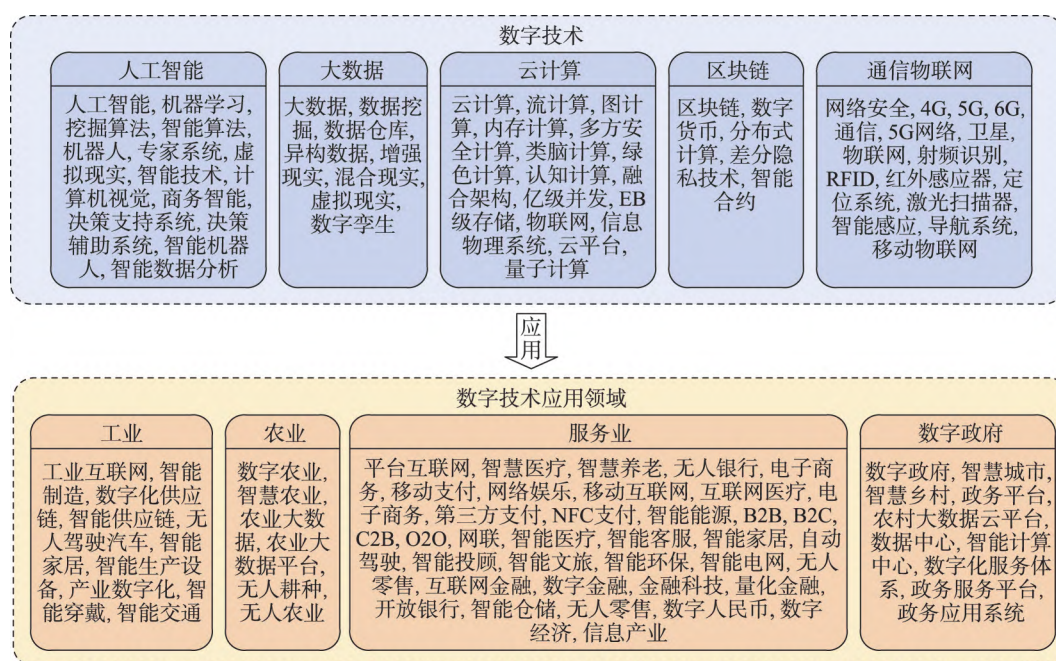 数字技术
人工智能
人工智能, 机器学习,
挖掘算法, 智能算法,
机器人, 专家系统, 虚
拟现实, 智能技术, 计
算机视觉, 商务智能,
决策支持系统, 决策
辅助系统, 智能机器
人, 智能数据分析
大数据
大数据, 数据挖
掘, 数据仓库,
异构数据, 增强
现实, 混合现实,
虚拟现实,
数字孪生
云计算
云计算, 流计算, 图计
算, 内存计算, 多方安
全计算, 类脑计算, 绿
色计算, 认知计算, 融
合架构, 亿级并发, EB
级存储, 物联网, 信息
物理系统, 云平台,
量子计算
区块链
区块链, 数字
货币, 分布式
计算, 差分隐
私技术, 智能
合约
通信物联网
网络安全, 4G, 5G, 6G,
通信, 5G网络, 卫星,
物联网, 射频识别,
RFID, 红外感应器, 定
位系统, 激光扫描器,
智能感应, 导航系统,
移动物联网
应
用
数字技术应用领域
工业
工业互联网, 智能
制造, 数字化供应
链, 智能供应链, 无
人驾驶汽车, 智能
家居, 智能生产设
备, 产业数字化, 智
能穿戴, 智能交通
农业
数字农业,
智慧农业,
农业大数
据, 农业大
数据平台,
无人耕种,
无人农业
服务业
平台互联网, 智慧医疗, 智慧养老, 无人银行, 电子商
务, 移动支付, 网络娱乐, 移动互联网, 互联网医疗, 电
子商务, 第三方支付, NFC支付, 智能能源, B2B, B2C,
C2B, O2O, 网联, 智能医疗, 智能客服, 智能家居, 自动
驾驶, 智能投顾, 智能文旅, 智能环保, 智能电网, 无人
零售, 互联网金融, 数字金融, 金融科技, 量化金融,
开放银行, 智能仓储, 无人零售, 数字人民币, 数字
经济, 信息产业
数字政府
数字政府, 智慧城市,
智慧乡村, 政务平台,
农村大数据云平台,
数据中心, 智能计算
中心, 数字化服务体
系, 政务服务平台,
政务应用系统